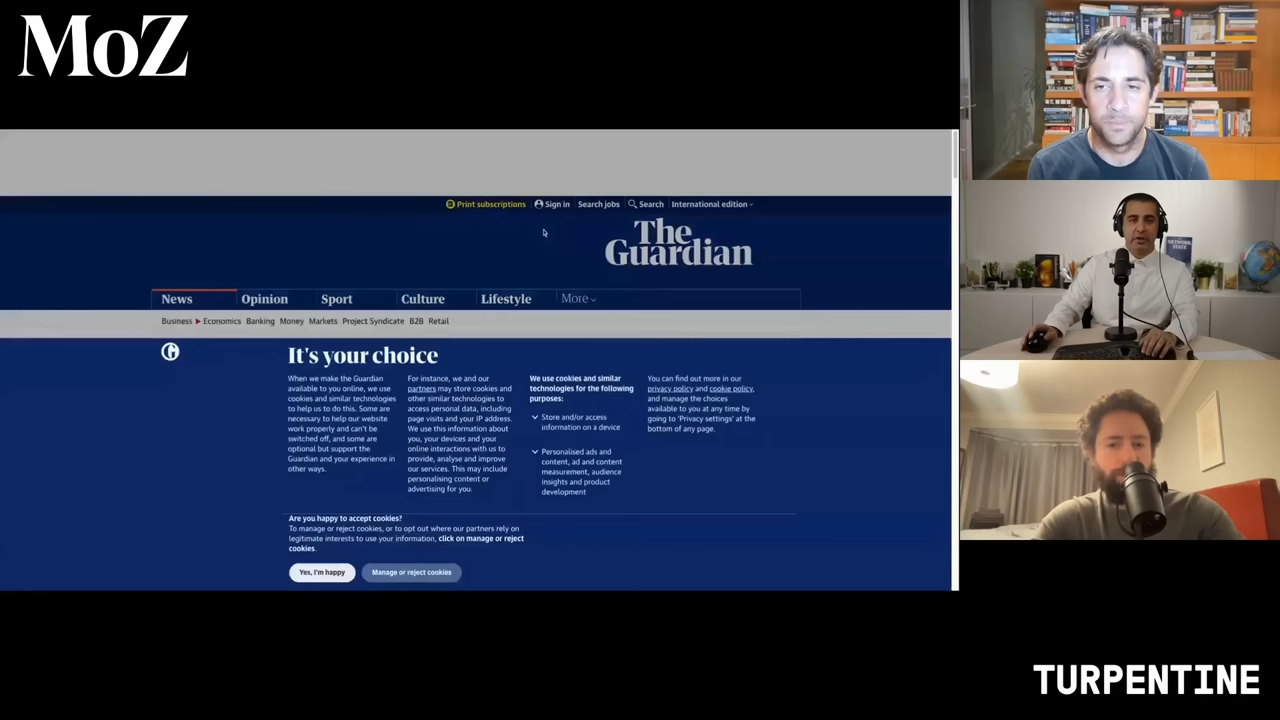 MoZ
Print subscriptions
Sign in
Search jobs
Search
International edition
The
Guardian
News
Opinion
Sport
Culture
Lifestyle
More
Business
Economics
Banking
Money
Markets
Project Syndicate
B2B
Retail
It's your choice
When we make the Guardian
available to you online, we use
cookies and similar technologies
to help us to do this. Some are
necessary to help our website
work properly and can't be
switched off, and some are
optional but support the
Guardian and your experience in
other ways.
For instance, we and our
partners may store cookies and
other similar technologies to
access personal data, including
page visits and your IP address.
We use this information about
you, your devices and your
online interactions with us to
provide, analyse and improve
our services. This may include
personalising content or
advertising for you.
We use cookies and similar
technologies for the following
purposes:
Store and/or access
information on a device
Personalised ads and
content, ad and content
measurement, audience
insights and product
development
You can find out more in our
privacy policy and cookie policy,
and manage the choices
available to you at any time by
going to 'Privacy settings' at the
bottom of any page.
Are you happy to accept cookies?
To manage or reject cookies, or to opt out where our partners rely on
legitimate interests to use your information, click on manage or reject
cookies.
Yes, I'm happy
Manage or reject cookies
NETWORK
STATE
TURPENTINE